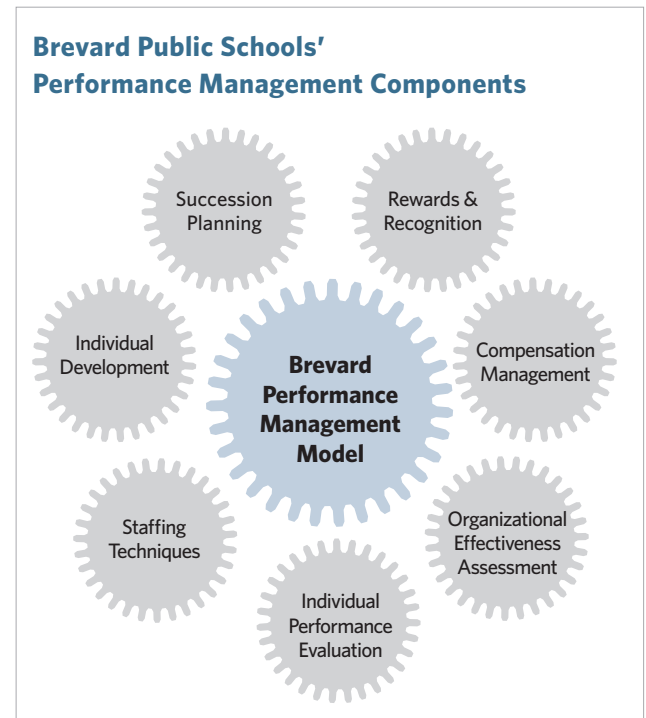 Brevard Public Schools’
Performance Management Components
Succession
Planning
Rewards &
Recognition
Individual
Development
Brevard
Performance
Management
Model
Compensation
Management
Staffing
Techniques
Organizational
Effectiveness
Assessment
Individual
Performance
Evaluation